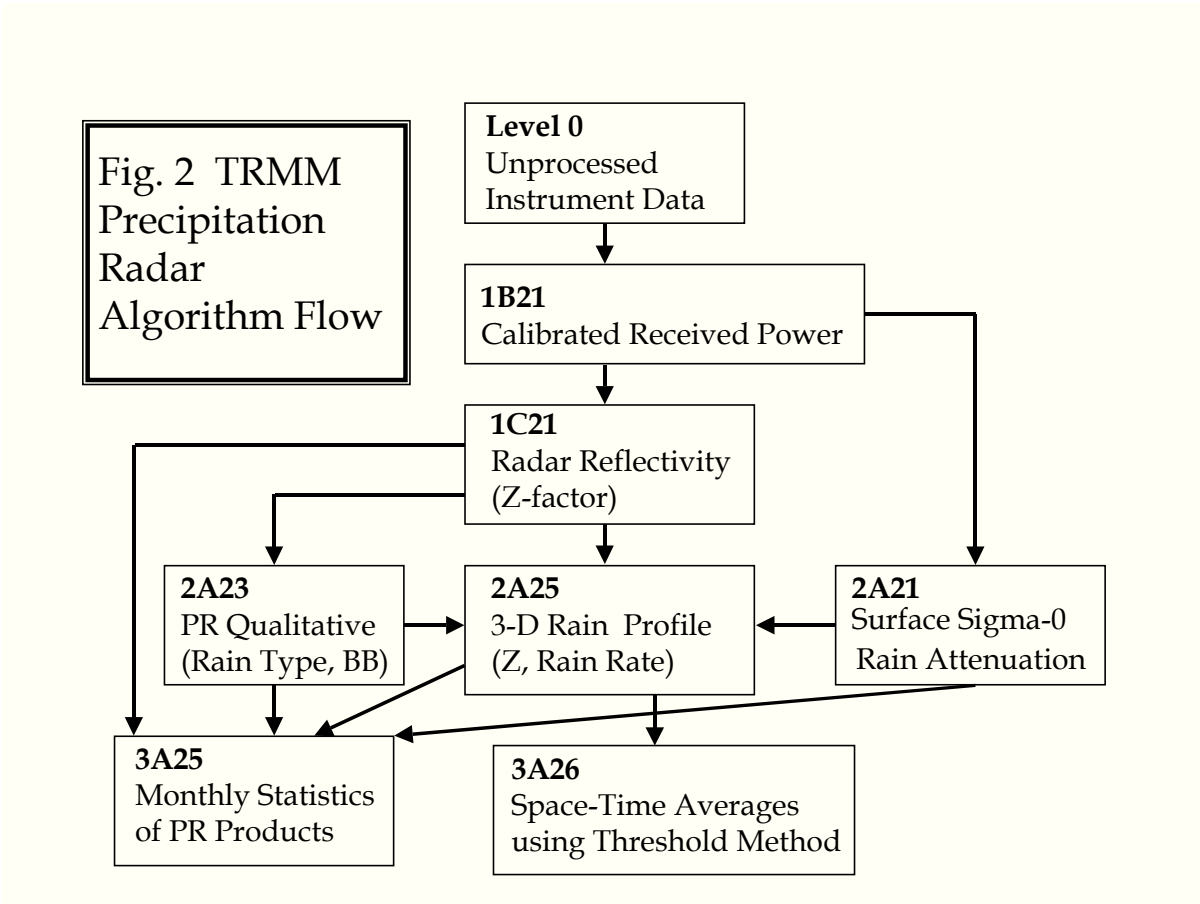 Fig. 2 TRMM
Precipitation
Radar
Algorithm Flow
Level 0
Unprocessed
Instrument Data
1B21
Calibrated Received Power
1C21
Radar Reflectivity
(Z-factor)
2A23
PR Qualitative
(Rain Type, BB)
2A25
3-D Rain Profile
(Z, Rain Rate)
2A21
Surface Sigma-0
Rain Attenuation
3A25
Monthly Statistics
of PR Products
3A26
Space-Time Averages
using Threshold Method